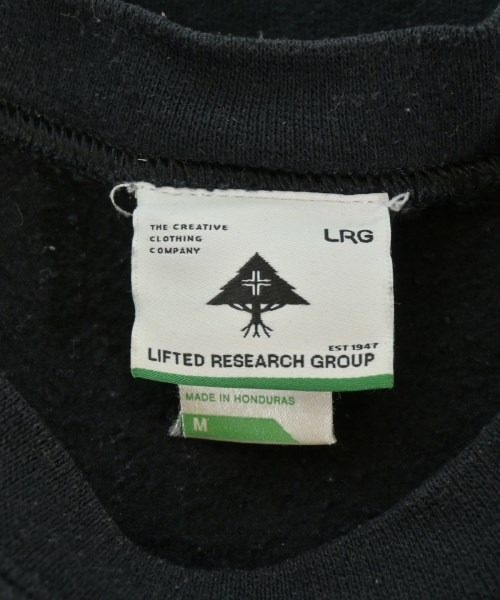 THE CREATIVE
CLOTHING
COMPANY
LRG
EST 1947
LIFTED RESEARCH GROUP
MADE IN HONDURAS
M